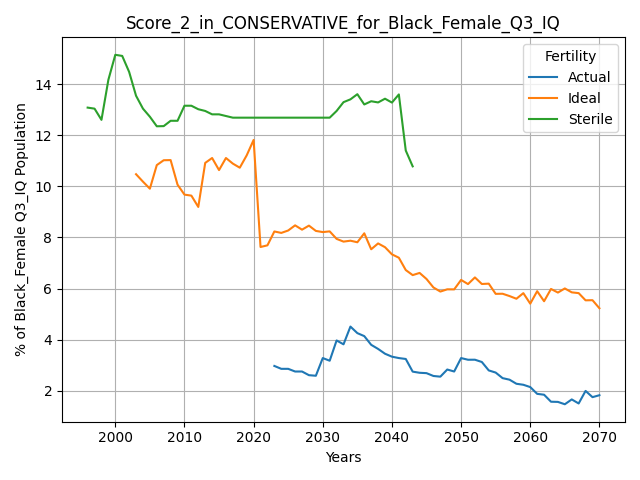 Score_2_in_CONSERVATIVE_for_Black_Female_Q3_IQ
Fertility
Actual
Ideal
Sterile
% of Black_Female Q3_IQ Population
14
12
10
8
6
4
2
2000 2010 2020 2030 2040 2050 2060 2070
Years